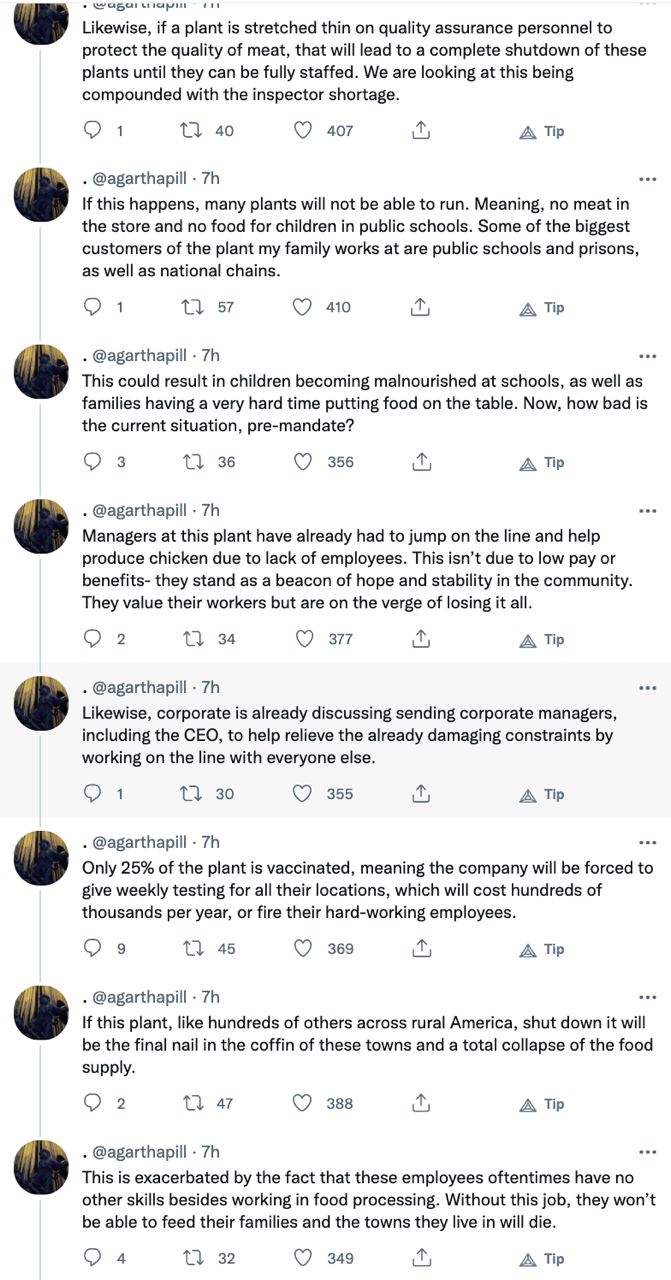 . @agarthapill · 7h
Likewise, if a plant is stretched thin on quality assurance personnel to
protect the quality of meat, that will lead to a complete shutdown of these
plants until they can be fully staffed. We are looking at this being
compounded with the inspector shortage.
1 40 407 Tip
. @agarthapill · 7h
If this happens, many plants will not be able to run. Meaning, no meat in
the store and no food for children in public schools. Some of the biggest
customers of the plant my family works at are public schools and prisons,
as well as national chains.
1 57 410 Tip
. @agarthapill · 7h
This could result in children becoming malnourished at schools, as well as
families having a very hard time putting food on the table. Now, how bad is
the current situation, pre-mandate?
3 36 356 Tip
. @agarthapill · 7h
Managers at this plant have already had to jump on the line and help
produce chicken due to lack of employees. This isn’t due to low pay or
benefits- they stand as a beacon of hope and stability in the community.
They value their workers but are on the verge of losing it all.
2 34 377 Tip
. @agarthapill · 7h
Likewise, corporate is already discussing sending corporate managers,
including the CEO, to help relieve the already damaging constraints by
working on the line with everyone else.
1 30 355 Tip
. @agarthapill · 7h
Only 25% of the plant is vaccinated, meaning the company will be forced to
give weekly testing for all their locations, which will cost hundreds of
thousands per year, or fire their hard-working employees.
9 45 369 Tip
. @agarthapill · 7h
If this plant, like hundreds of others across rural America, shut down it will
be the final nail in the coffin of these towns and a total collapse of the food
supply.
2 47 388 Tip
. @agarthapill · 7h
This is exacerbated by the fact that these employees oftentimes have no
other skills besides working in food processing. Without this job, they won’t
be able to feed their families and the towns they live in will die.
4 32 349 Tip